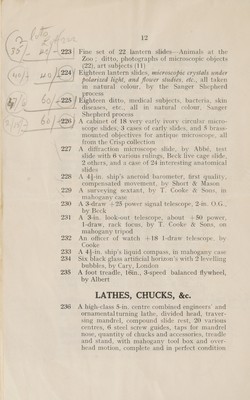 12
223 Fine set of 22 lantern slides—Animals at the
Zoo; ditto, photographs of microscopic objects
(22), art subjects (11)
224 Eighteen lantern slides, microscopic crystals under
polarised light, and flower studies, etc., all taken
in natural colour, by the Sanger Shepherd
process
225 Eighteen ditto, medical subjects, bacteria, skin
diseases, etc., all in natural colour, Sanger
Shepherd process
226 A cabinet of 18 very early ivory circular micro-
scope slides, 3 cases of early slides, and 8 brass-
mounted objectives for antique microscope, all
from the Crisp collection
227 A diffraction microscope slide, by Abbé, test
slide with 6 various rulings, Beck live cage slide,
2 others, and a case of 24 interesting anatomical
slides
228 A 4½-in. ship's aneroid barometer, first quality,
compensated movement, by Short & Mason
229 A surveying sextant, by T. Cooke & Sons, in
mahogany case
230 A 3-draw ÷25 power signal telescope, 2-in. O.G.,
by Beck
231 A 3-in. look-out telescope, about ÷50 power,
1-draw, rack focus, by T. Cooke & Sons, on
mahogany tripod
232 An officer of watch ÷18 1-draw telescope by
Cooke
233 A 4½-in. ship's liquid compass, in mahogany case
234 Six black glass artificial horizon's with 2 levelling
bubbles, by Cary, London
235 A foot treadle, 16in., 3-speed balanced flywheel,
by Albert
LATHES, CHUCKS, &c.
236 A high-class 5-in. centre combined engineers' and
ornamental turning lathe, divided head, traver-
sing mandrel, compound slide rest, 20 various
centres, 6 steel screw guides, taps for mandrel
nose, quantity of chucks and accessories, treadle
and stand, with mahogany tool box and over-
head motion, complete and in perfect condition